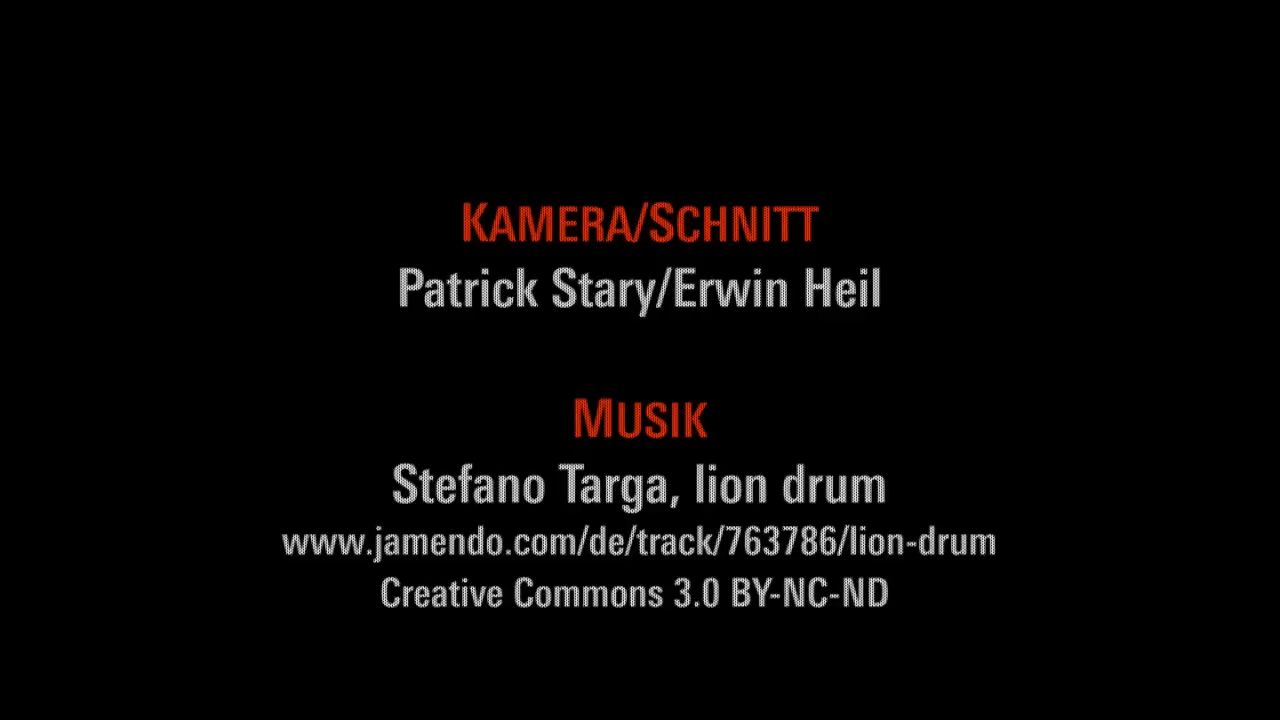 KAMERA/SCHNITT
Patrick Stary/Erwin Heil
MUSIK
Stefano Targa, lion drum
www.jamendo.com/de/track/763786/lion-drum
Creative Commons 3.0 BY-NC-ND